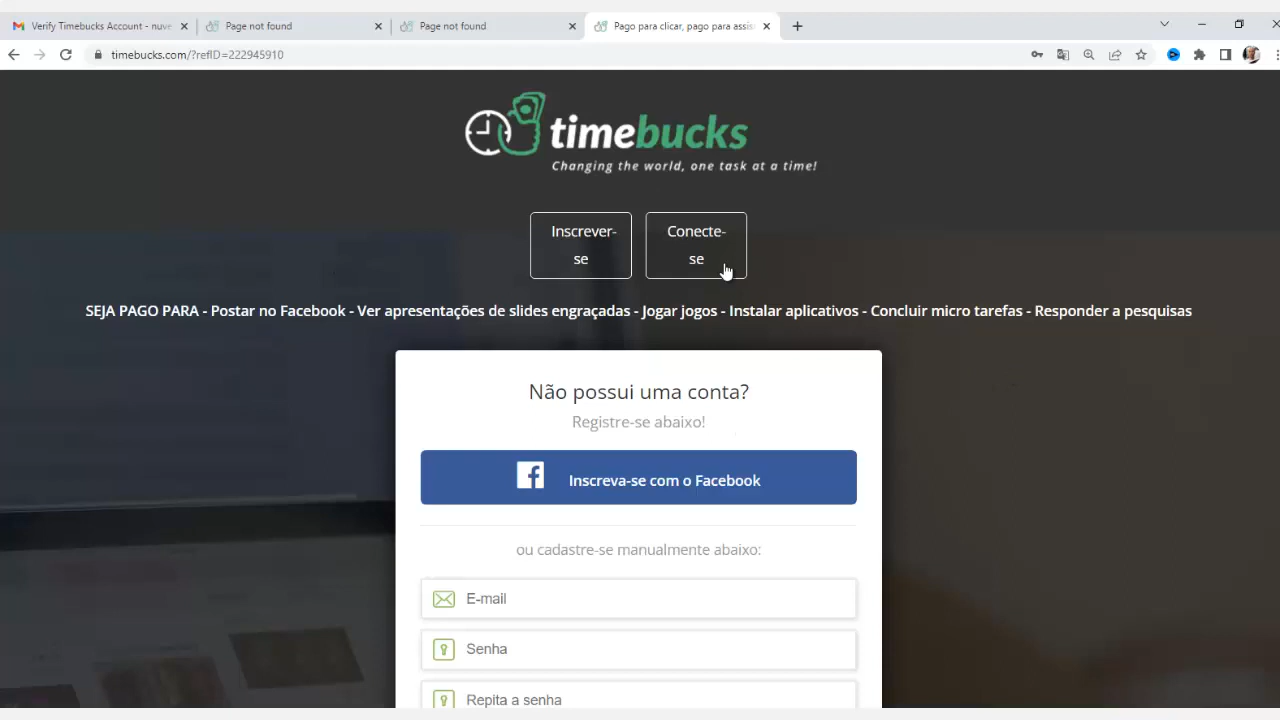 Verify Timebucks Account - nuve
Page not found
Page not found
Pago para clicar, pago para assis
timebucks.com/?refID=222945910
timebucks
Changing the world, one task at a time!
Inscrever-
se
Conecte-
se
SEJA PAGO PARA - Postar no Facebook - Ver apresentações de slides engraçadas - Jogar jogos - Instalar aplicativos - Concluir micro tarefas - Responder a pesquisas
Não possui uma conta?
Registre-se abaixo!
Inscreva-se com o Facebook
ou cadastre-se manualmente abaixo:
E-mail
Senha
Repita a senha